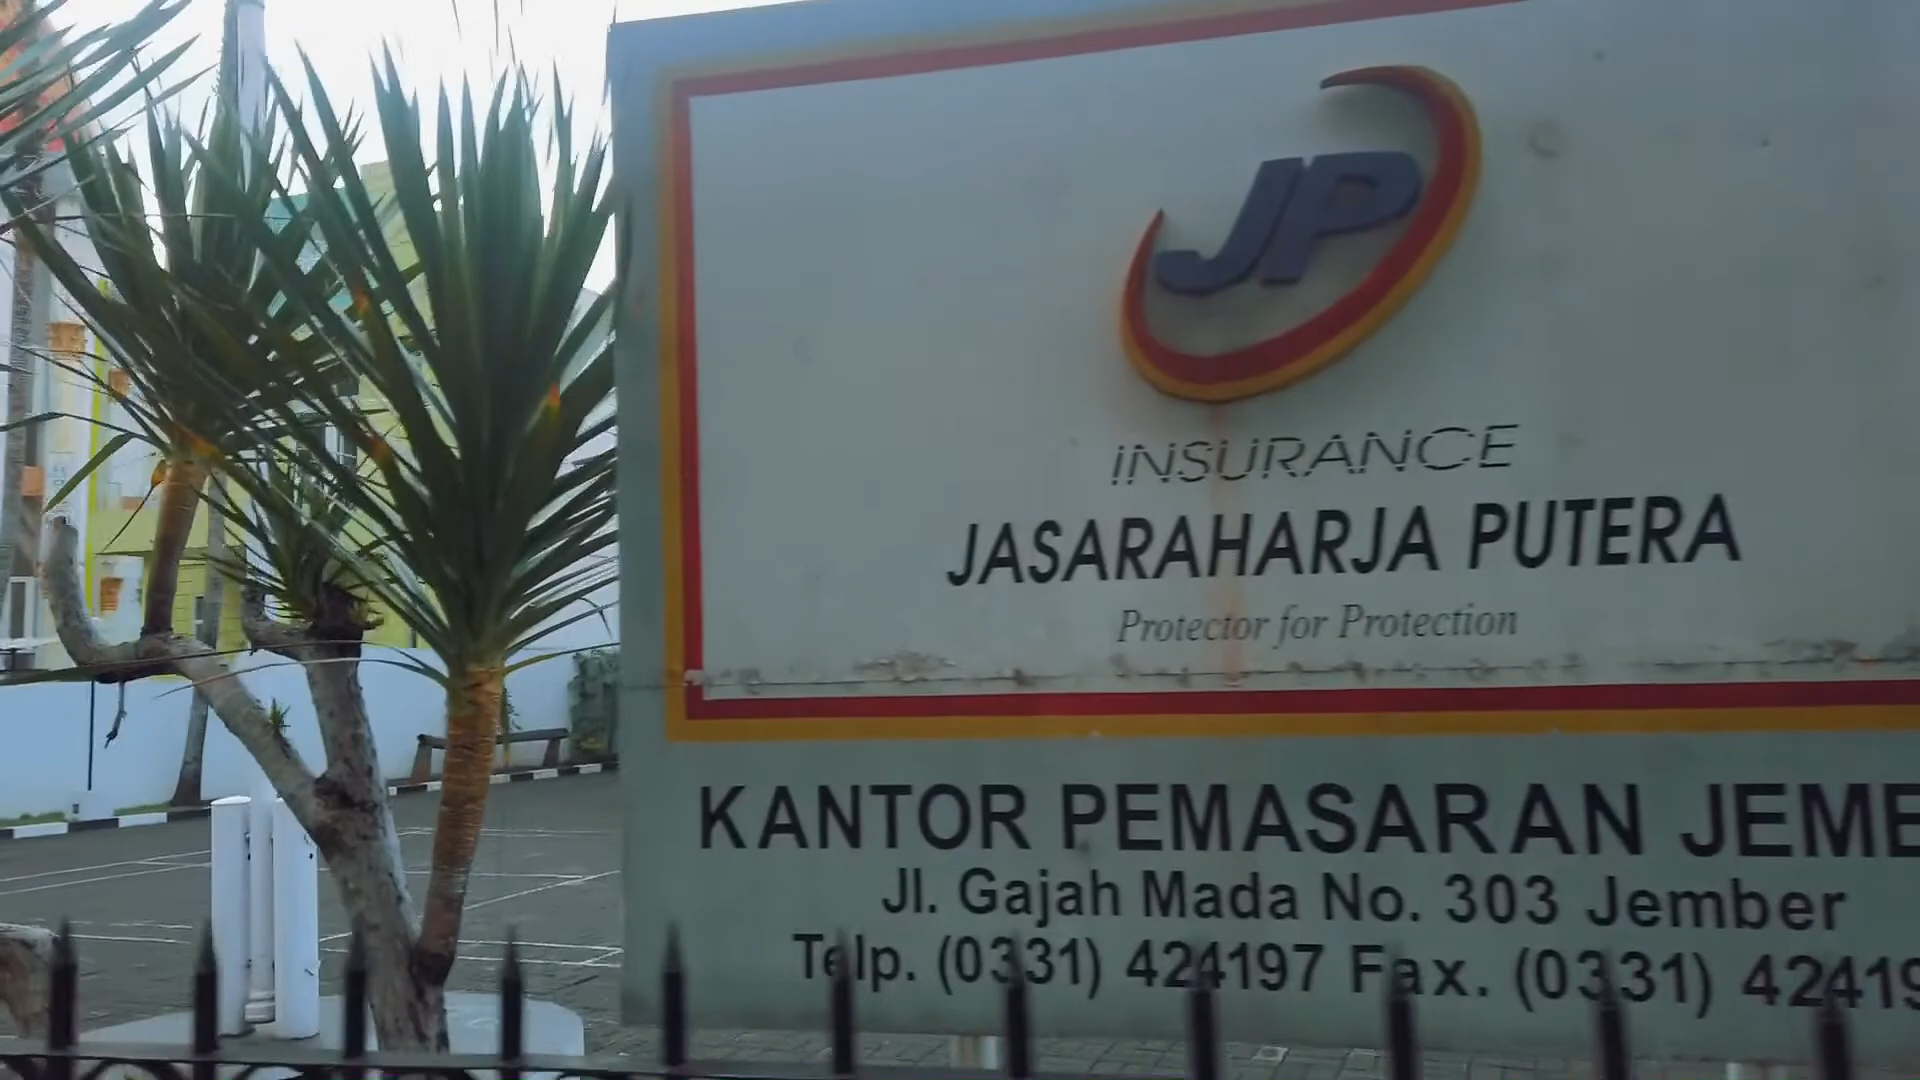 JP
INSURANCE
JASARAHARJA PUTERA
Protector for Protection
KANTOR PEMASARAN
Jl. Gajah Mada No. 303 Jember
Telp. (0331) 424197 Fax. (0331)